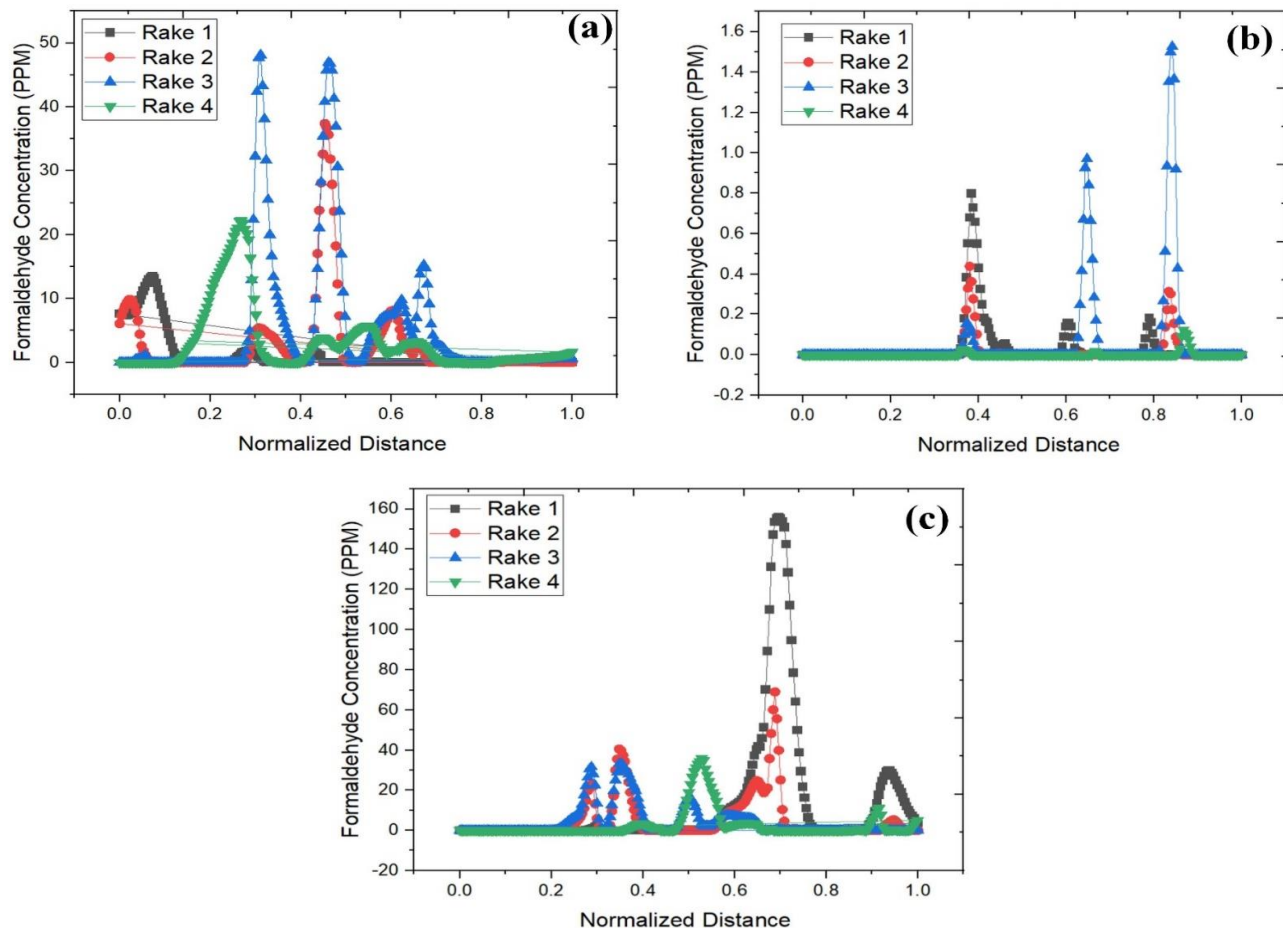 (a)
Rake 1
Rake 2
Rake 3
Rake 4
Formaldehyde Concentration (PPM)
50
40
30
20
10
0
0.0 0.2 0.4 0.6 0.8 1.0
Normalized Distance
(b)
Rake 1
Rake 2
Rake 3
Rake 4
Formaldehyde Concentration (PPM)
1.6
1.4
1.2
1.0
0.8
0.6
0.4
0.2
0.0
-0.2
0.0 0.2 0.4 0.6 0.8 1.0
Normalized Distance
(c)
Rake 1
Rake 2
Rake 3
Rake 4
Formaldehyde Concentration (PPM)
160
140
120
100
80
60
40
20
0
-20
0.0 0.2 0.4 0.6 0.8 1.0
Normalized Distance